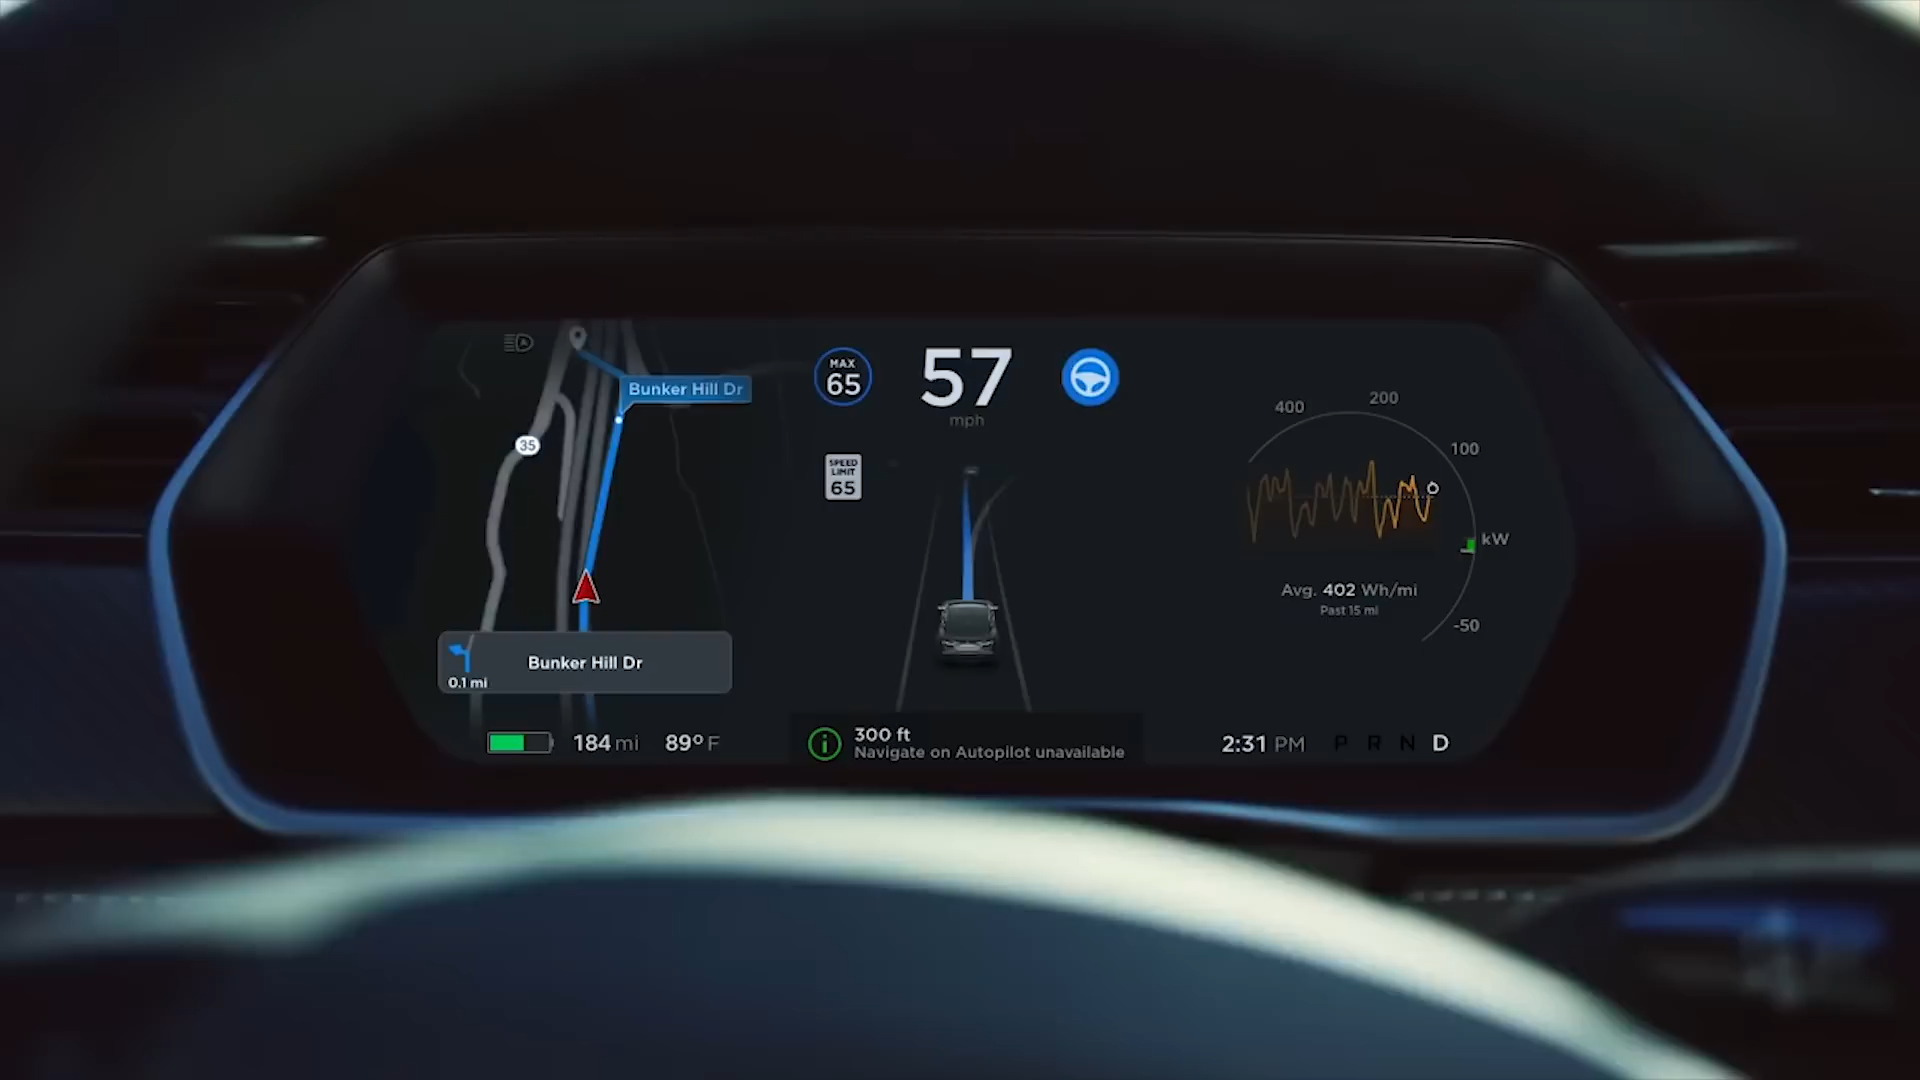 Bunker Hill Dr
35
Bunker Hill Dr
0.1 mi
184 mi 89° F
MAX
65
57
mph
SPEED
LIMIT
65
300 ft
Navigate on Autopilot unavailable
400
200
100
kW
-50
Avg. 402 Wh/mi
Past 15 mi
2:31 PM P R N D